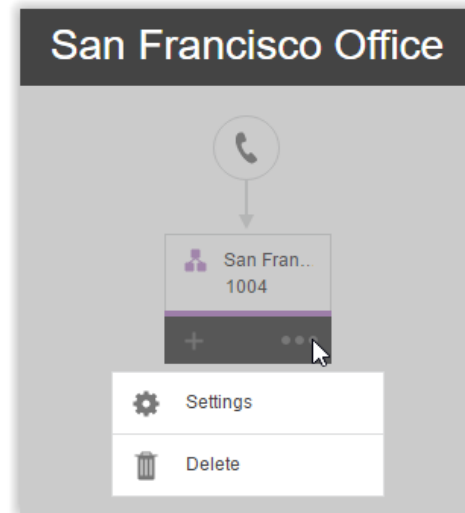 San Francisco Office
San Fran..
1004
Settings
Delete